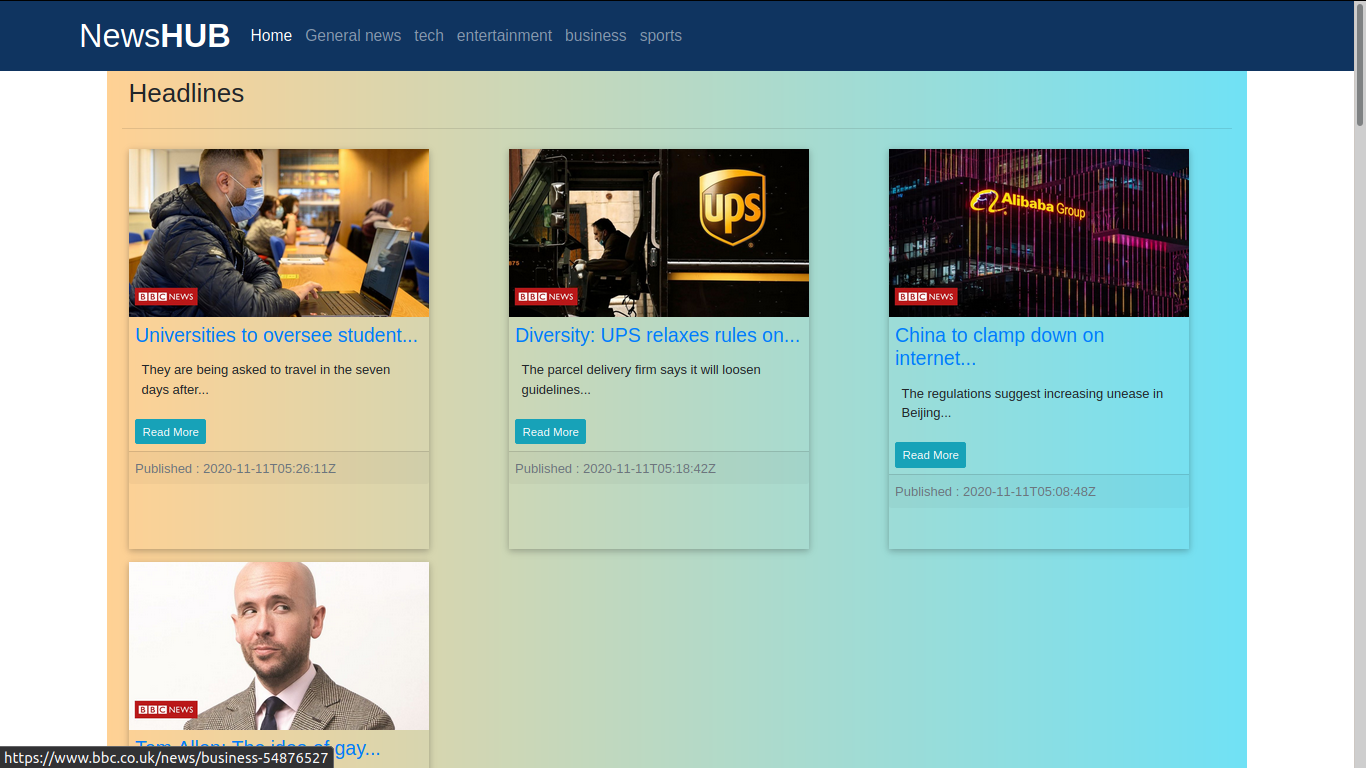 NewsHUB Home General news tech entertainment business sports
Headlines
BBC NEWS
Universities to oversee student...
They are being asked to travel in the seven
days after...
Read More
Published : 2020-11-11T05:26:11Z
ups
BBC NEWS
Diversity: UPS relaxes rules on...
The parcel delivery firm says it will loosen
guidelines...
Read More
Published : 2020-11-11T05:18:42Z
Alibaba Group
BBC NEWS
China to clamp down on
internet...
The regulations suggest increasing unease in
Beijing...
Read More
Published : 2020-11-11T05:08:48Z
BBC NEWS
Tom Allen: The idea of gay...
https://www.bbc.co.uk/news/business-54876527